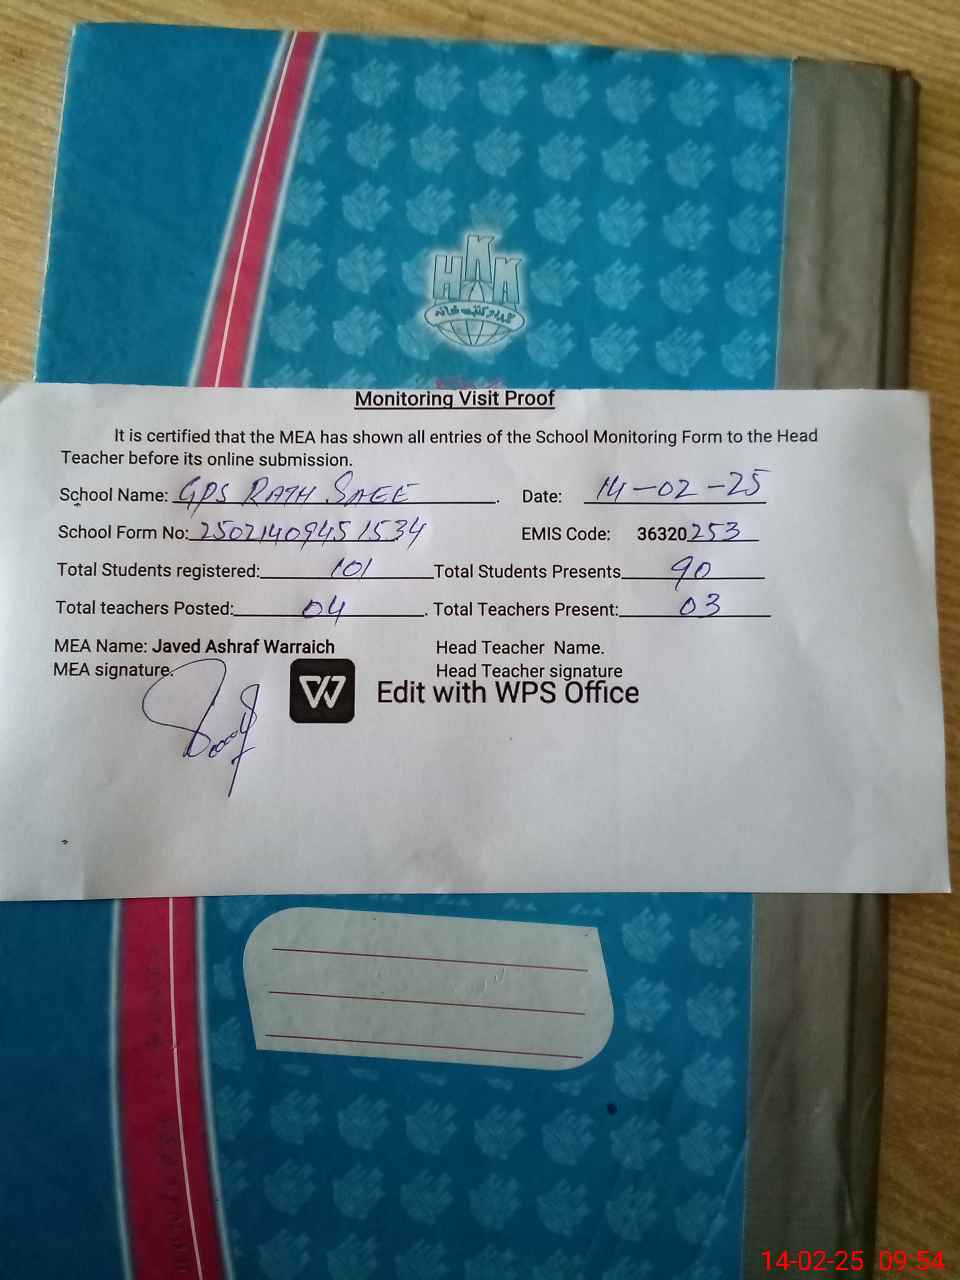 HKK
Monitoring Visit Proof
It is certified that the MEA has shown all entries of the School Monitoring Form to the Head
Teacher before its online submission.
School Name: GPS RATH SAEE. Date: 14-02-25
School Form No: 25021409451534 EMIS Code: 36320253
Total Students registered: 101 Total Students Presents 90
Total teachers Posted: 04. Total Teachers Present: 03
MEA Name: Javed Ashraf Warraich Head Teacher Name.
MEA signature. Head Teacher signature
Edit with WPS Office
14-02-25 09:54